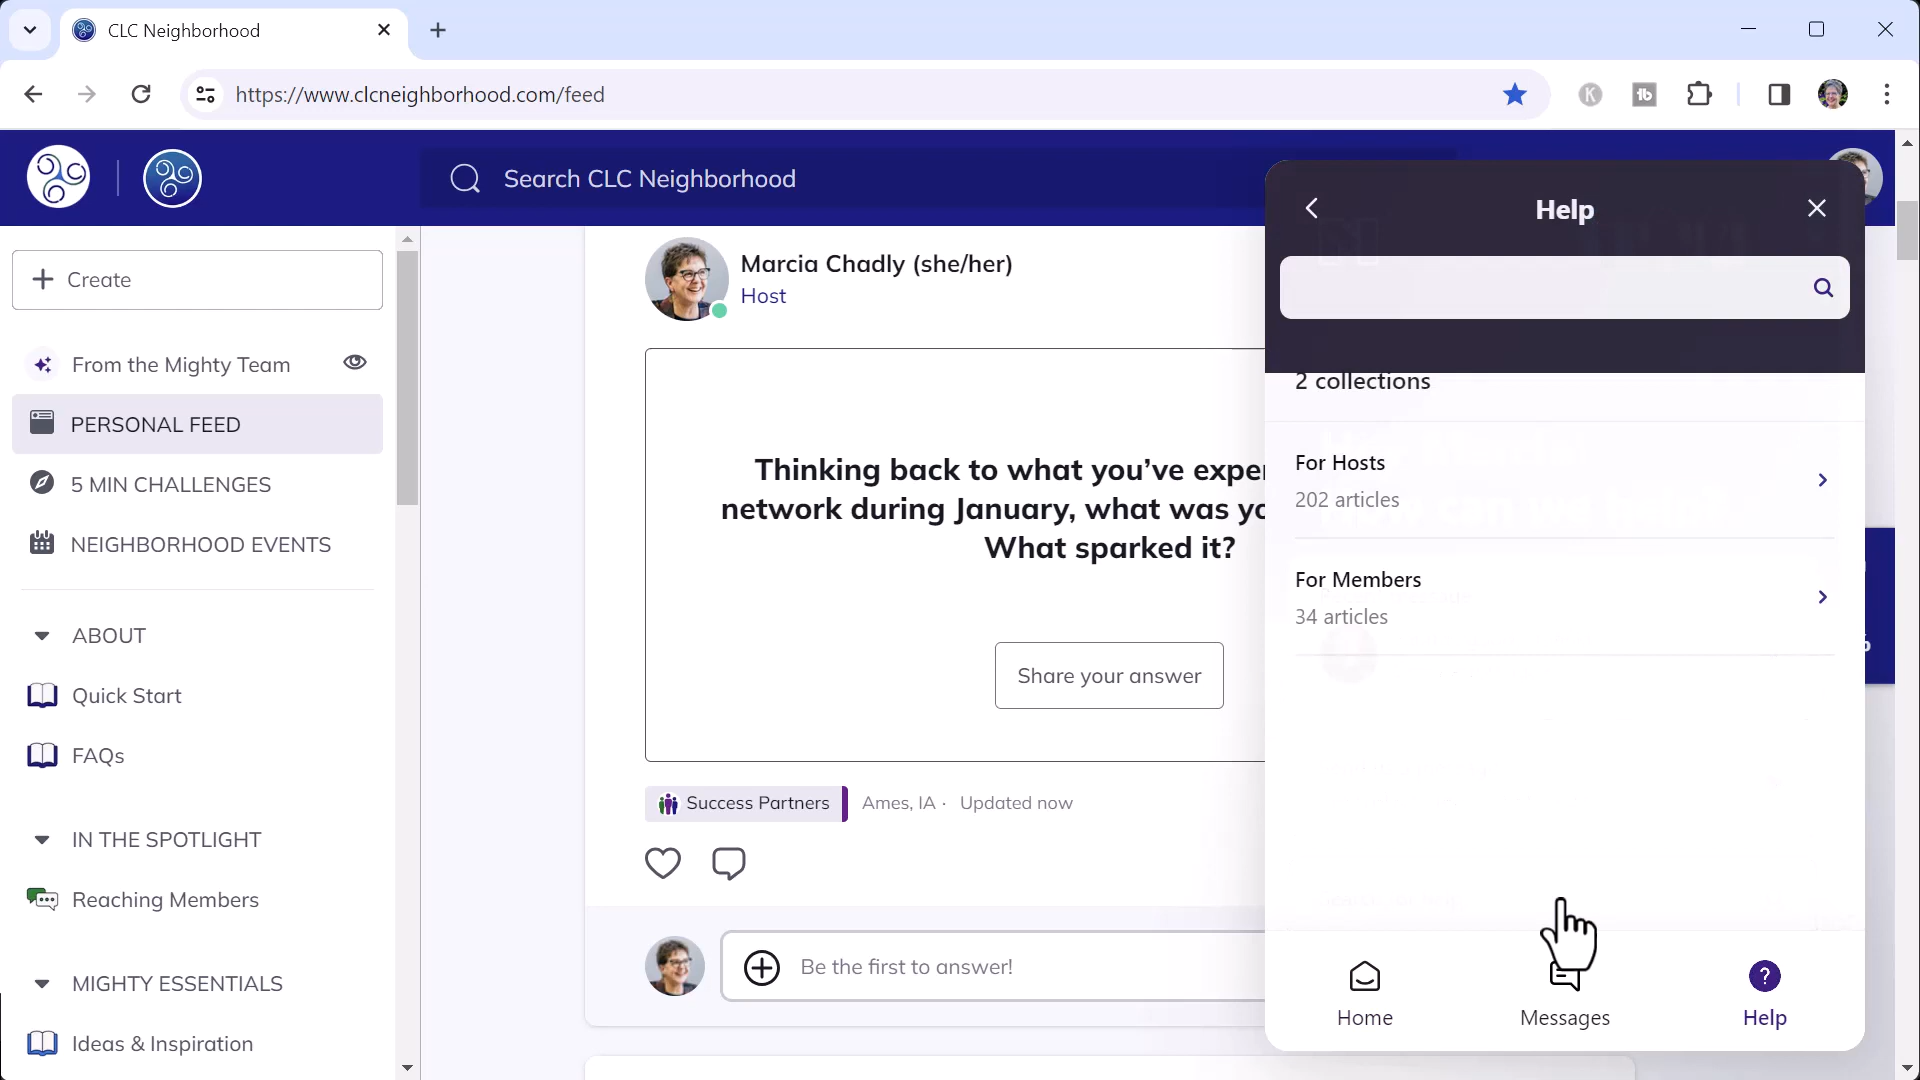 CLC Neighborhood
https://www.clcneighborhood.com/feed
Search CLC Neighborhood
Create
From the Mighty Team
PERSONAL FEED
5 MIN CHALLENGES
NEIGHBORHOOD EVENTS
ABOUT
Quick Start
FAQs
IN THE SPOTLIGHT
Reaching Members
MIGHTY ESSENTIALS
Ideas & Inspiration
Marcia Chadly (she/her)
Host
Thinking back to what you’ve
network during January, what was
What sparked it?
Share your answer
Success Partners Ames, IA · Updated now
Be the first to answer!
Help
2 collections
For Hosts
202 articles
For Members
34 articles
Home
Messages
Help